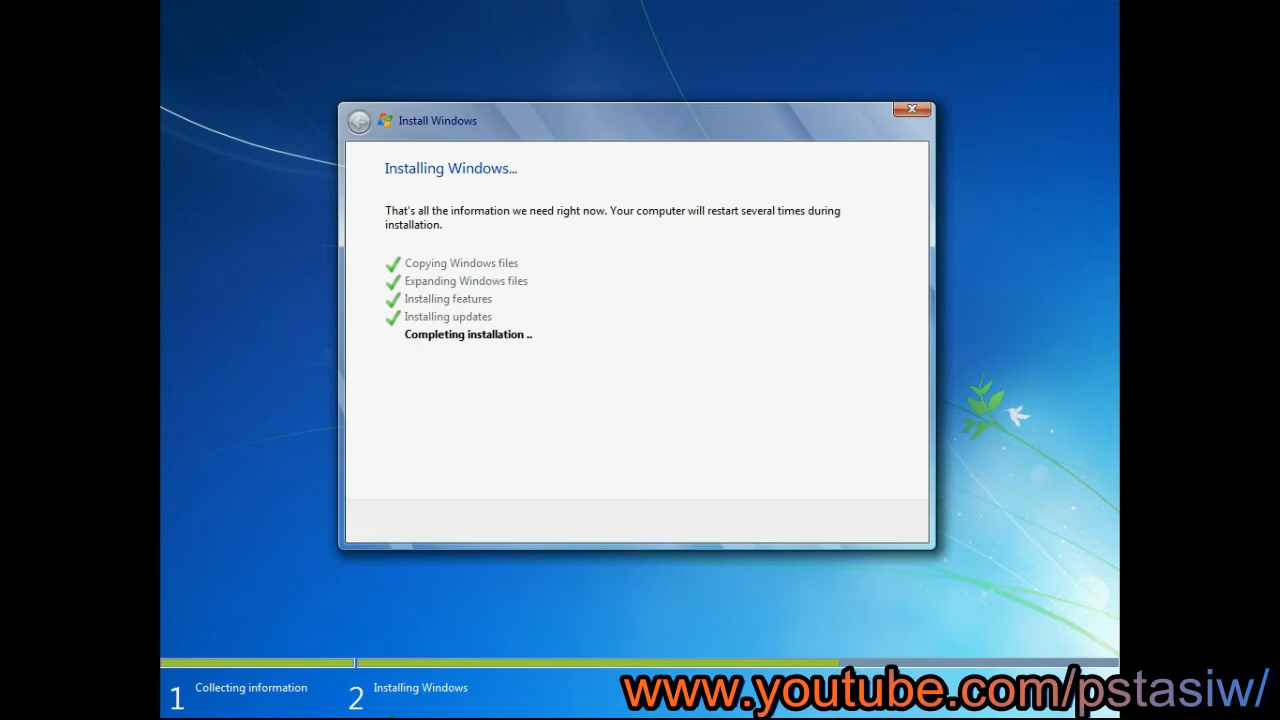 Install Windows
Installing Windows...
That's all the information we need right now. Your computer will restart several times during
installation.
Copying Windows files
Expanding Windows files
Installing features
Installing updates
Completing installation ..
1 Collecting information
2 Installing Windows
www.youtube.com/pstasiw/